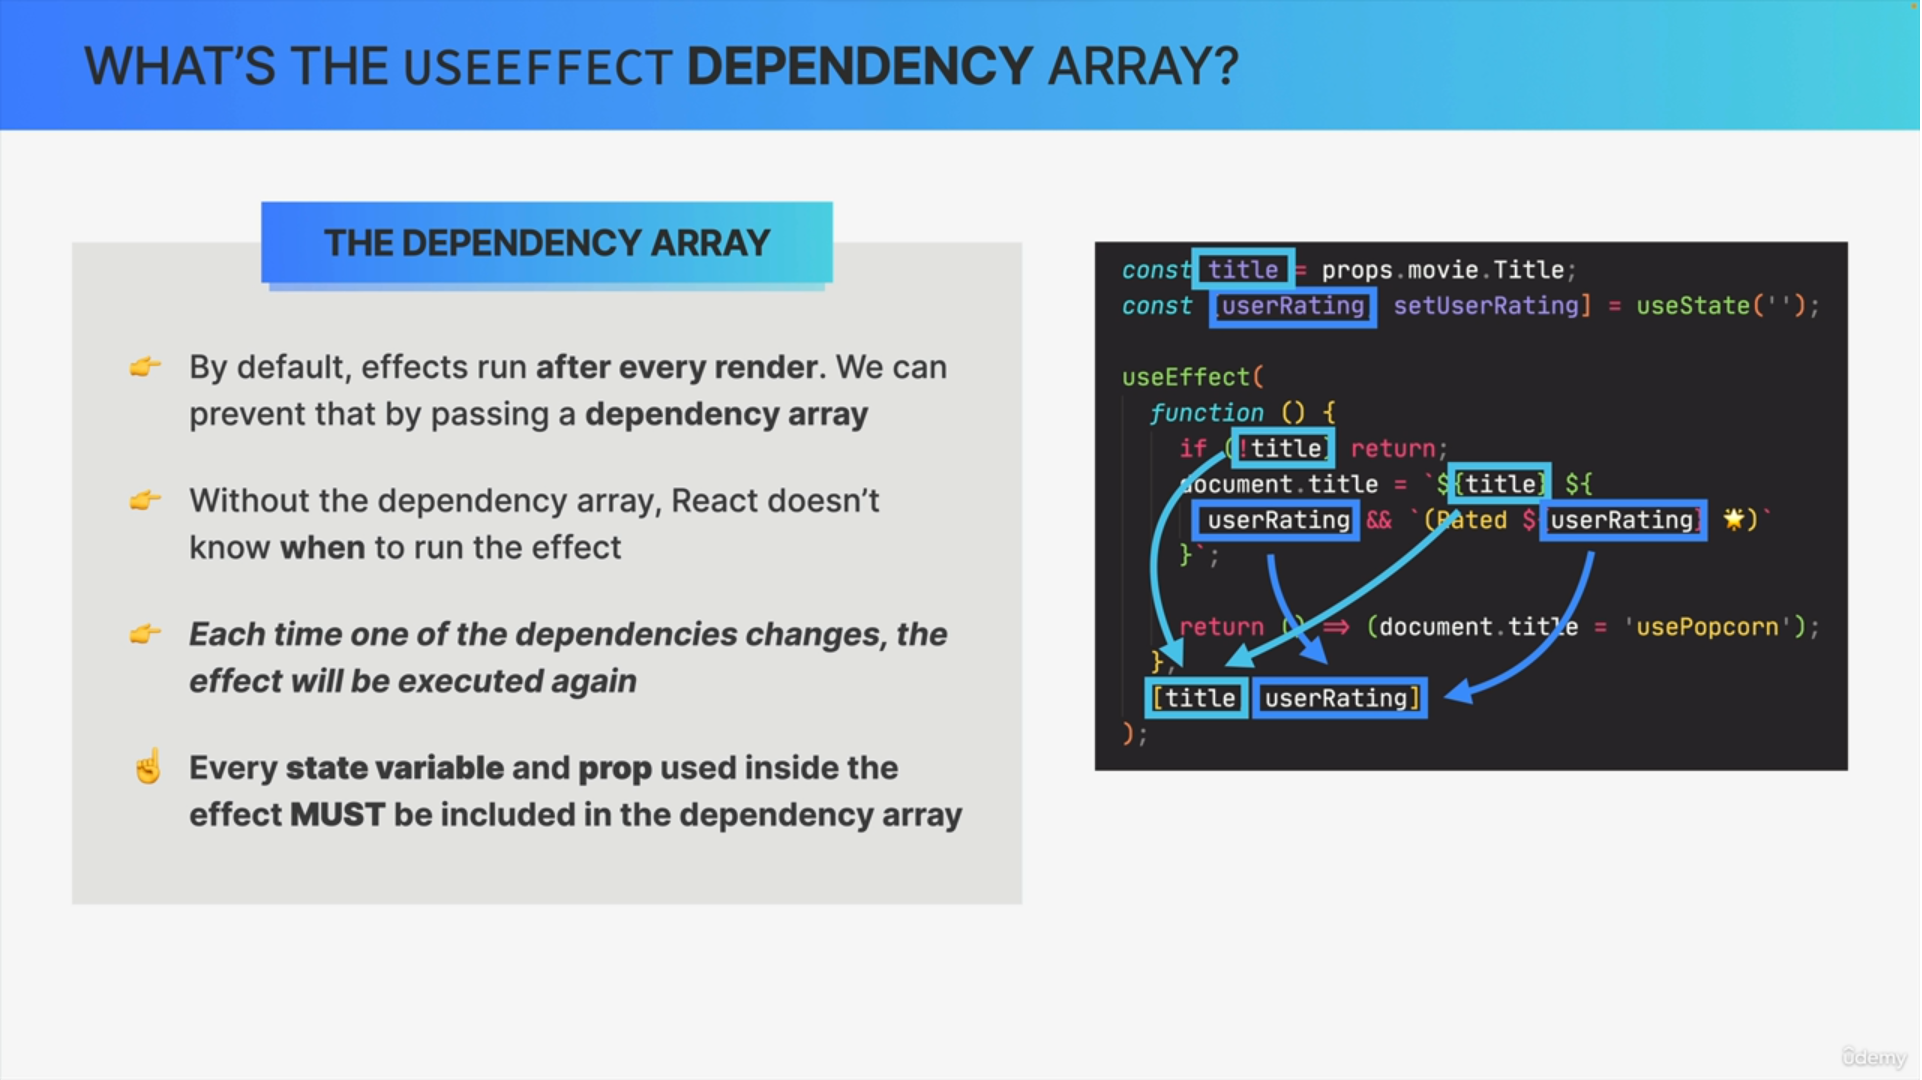 WHAT'S THE USEEFFECT DEPENDENCY ARRAY?
THE DEPENDENCY ARRAY
👉 By default, effects run after every render. We can
prevent that by passing a dependency array
👉 Without the dependency array, React doesn't
know when to run the effect
👉 Each time one of the dependencies changes, the
effect will be executed again
☝️ Every state variable and prop used inside the
effect MUST be included in the dependency array
const title = props.movie.Title;
const [userRating setUserRating] = useState('');
useEffect(
function () {
if (!title) return;
document.title = `${title} ${
userRating && `(Rated ${userRating} 🌟)`
}`;
return () => (document.title = 'usePopcorn');
},
[title userRating]
);
ûdemy